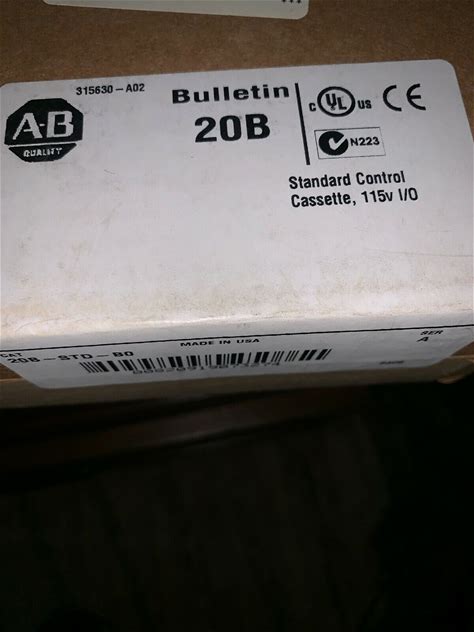 315630-A02
Bulletin
20B
A-B
QUALITY
c UL us CE
N223
Standard Control
Cassette, 115v I/O
CAT
20B-STD-B0
MADE IN USA
SER
A